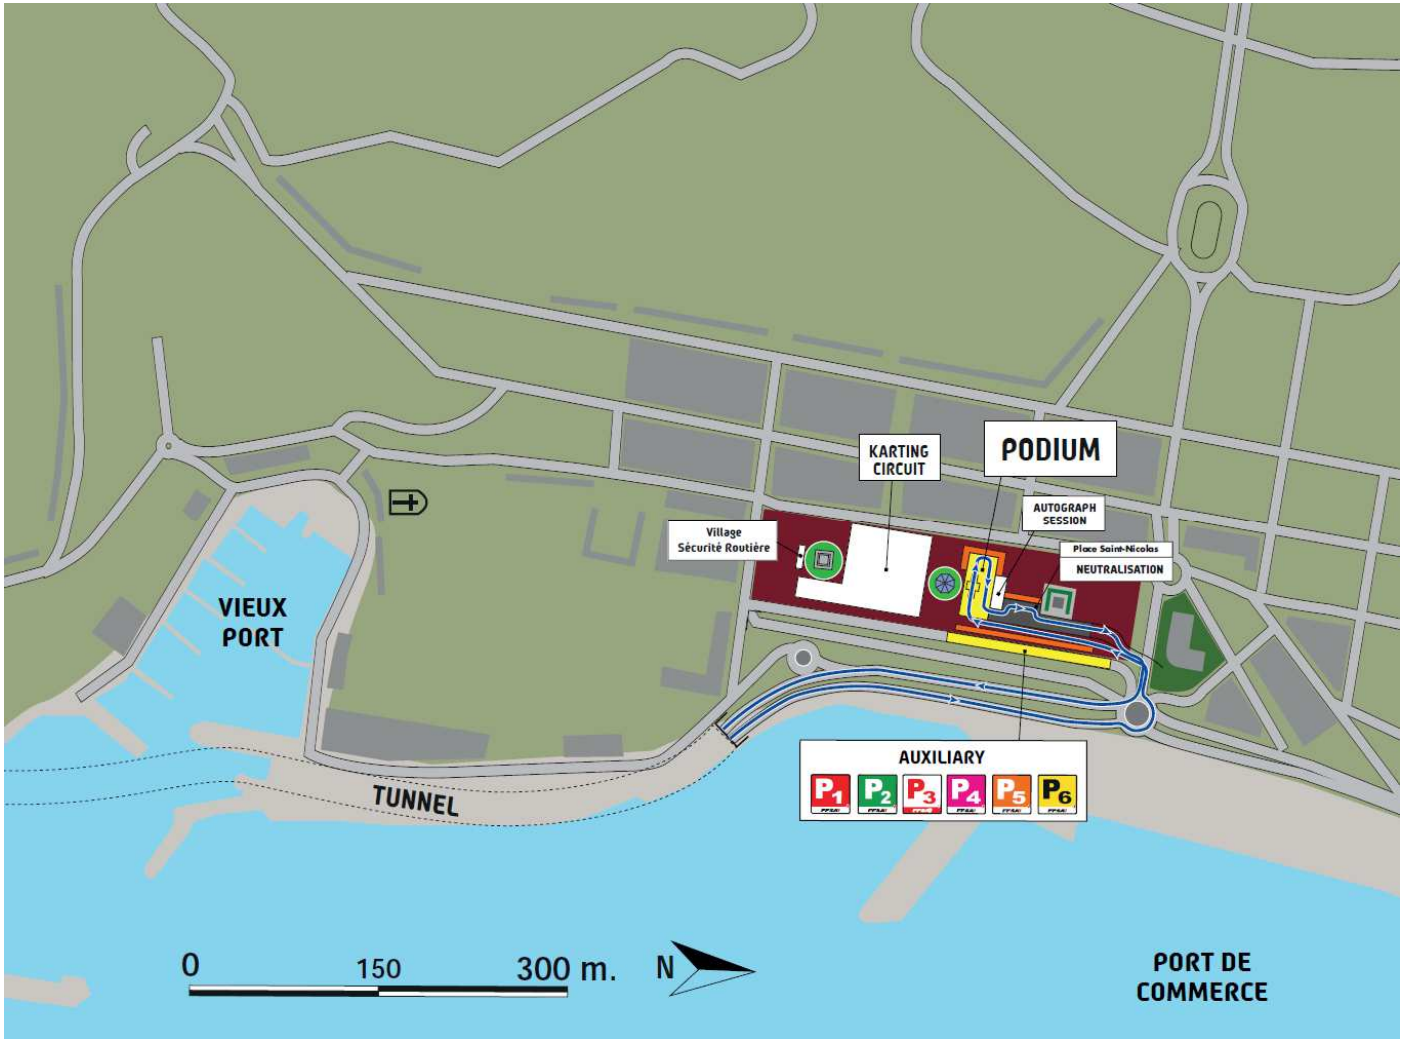 KARTING
CIRCUIT
PODIUM
AUTOGRAPH
SESSION
Village
Sécurité Routière
Place Saint-Nicolas
NEUTRALISATION
VIEUX
PORT
AUXILIARY
P1 P2 P3 P4 P5 P6
TUNNEL
0 150 300 m.
N
PORT DE
COMMERCE